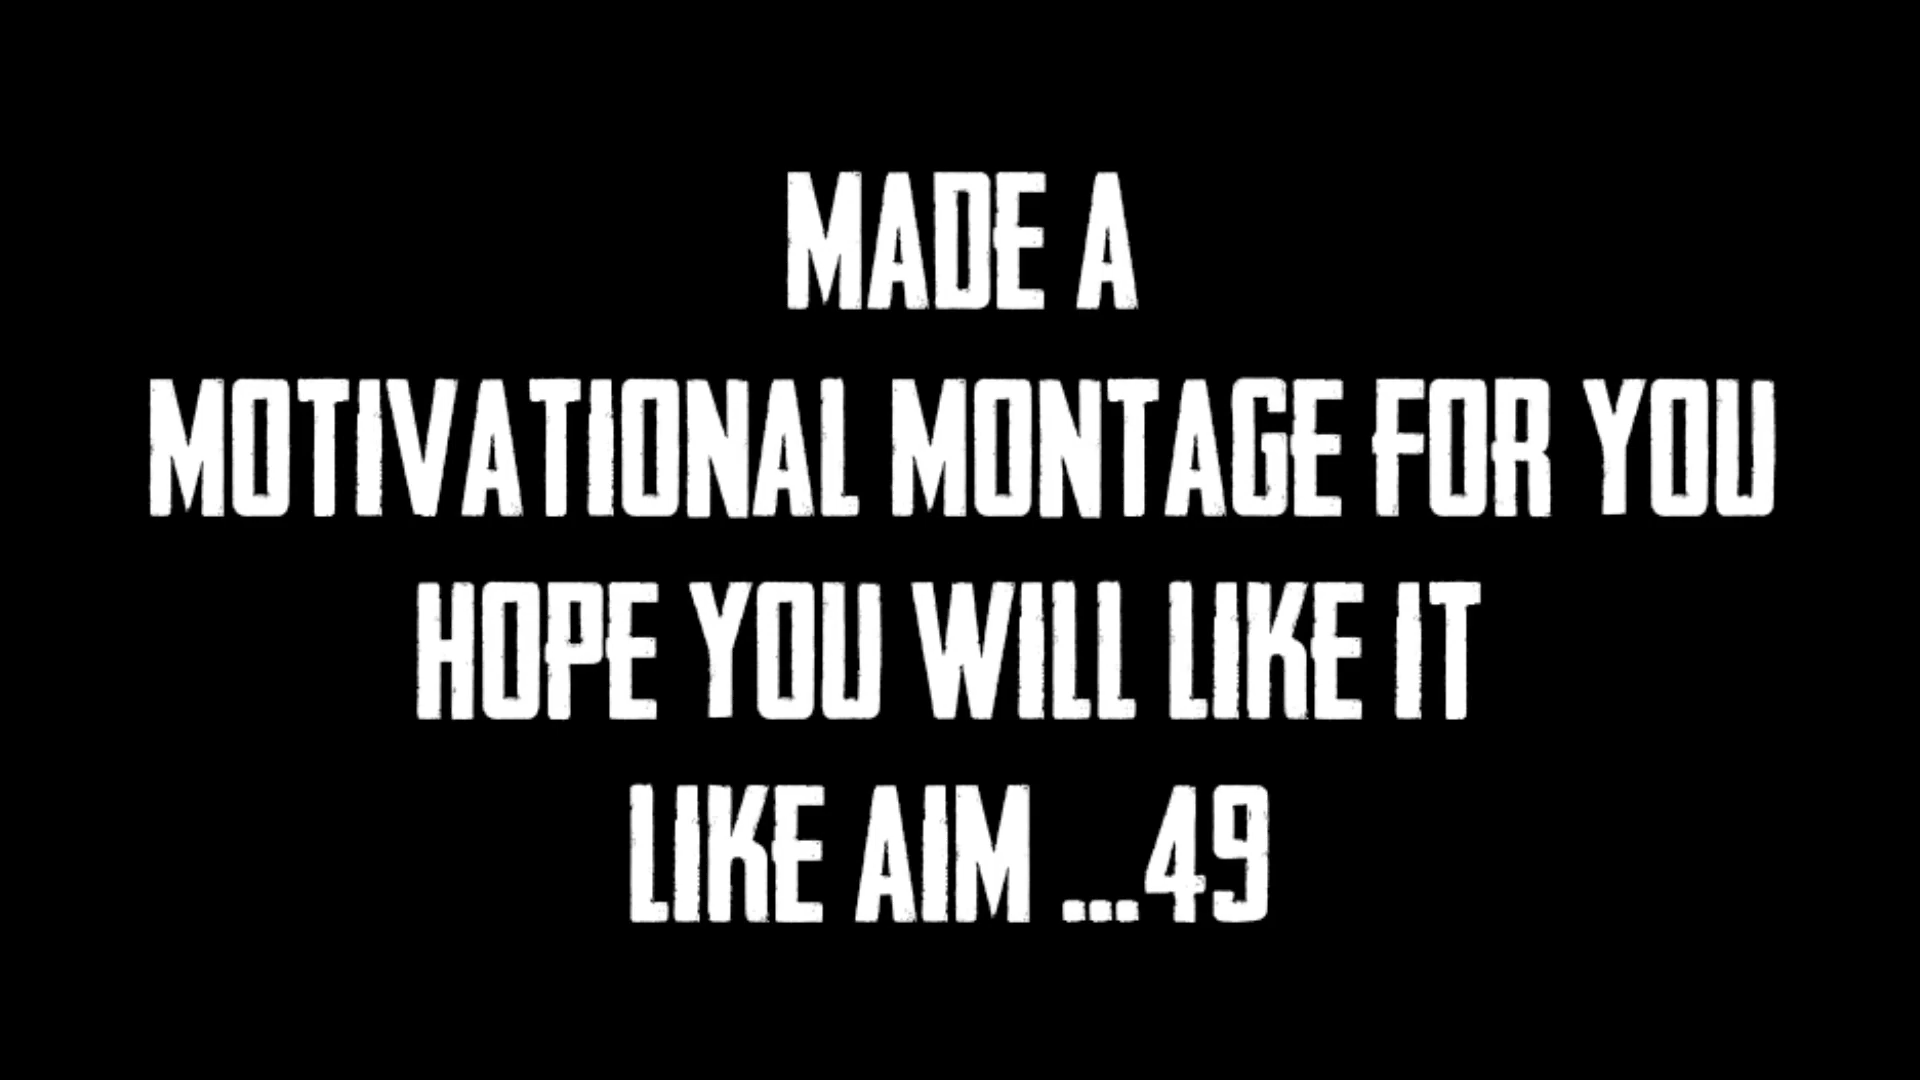 MADE A
MOTIVATIONAL MONTAGE FOR YOU
HOPE YOU WILL LIKE IT
LIKE AIM ...49